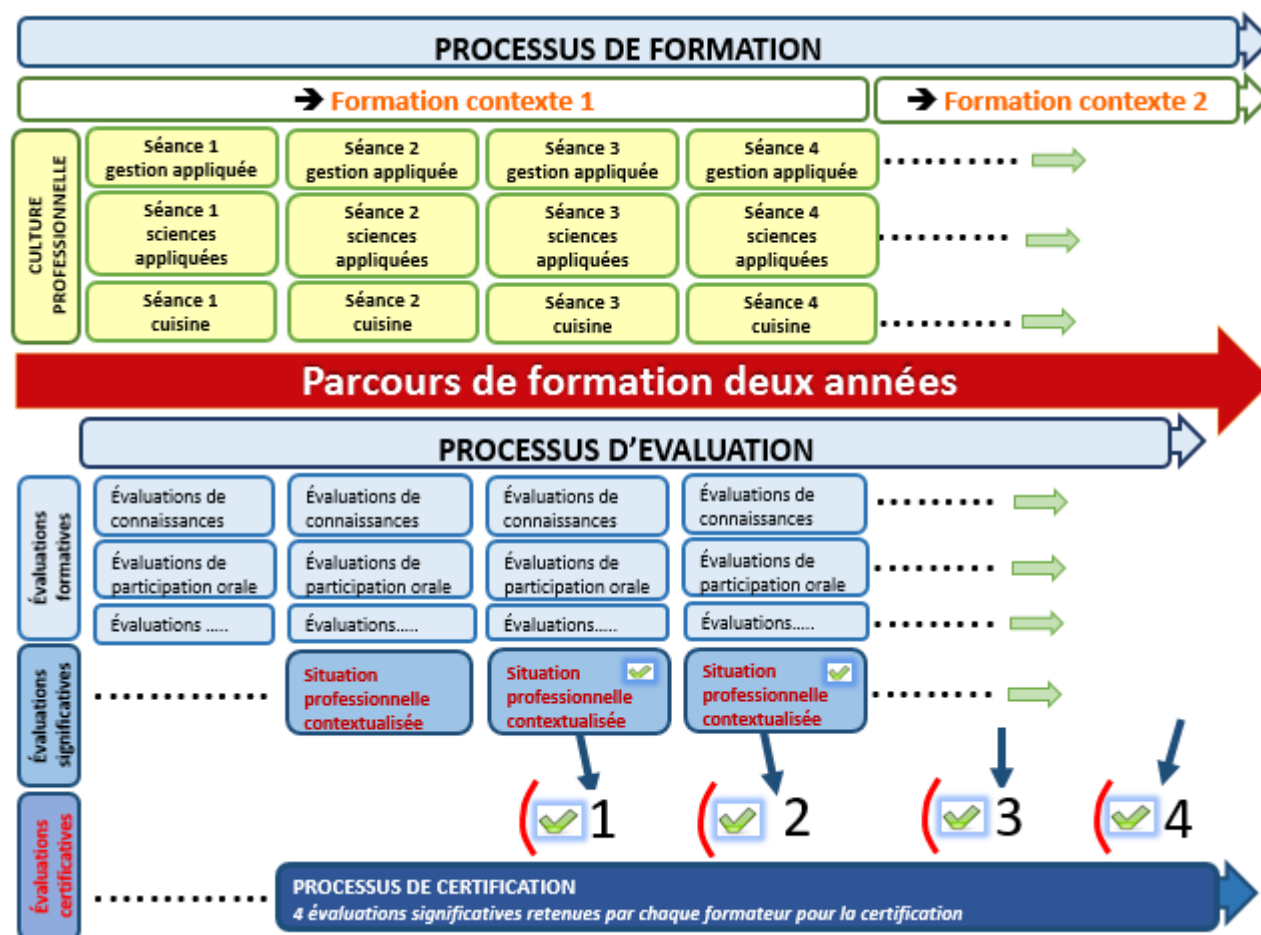 PROCESSUS DE FORMATION
➔ Formation contexte 1
➔ Formation contexte 2
CULTURE
PROFESSIONNELLE
Séance 1
gestion appliquée
Séance 2
gestion appliquée
Séance 3
gestion appliquée
Séance 4
gestion appliquée
..........
Séance 1
sciences
appliquées
Séance 2
sciences
appliquées
Séance 3
sciences
appliquées
Séance 4
sciences
appliquées
..........
Séance 1
cuisine
Séance 2
cuisine
Séance 3
cuisine
Séance 4
cuisine
..........
Parcours de formation deux années
PROCESSUS D’EVALUATION
Évaluations
formatives
Évaluations de
connaissances
Évaluations de
connaissances
Évaluations de
connaissances
Évaluations de
connaissances
.........
Évaluations de
participation orale
Évaluations de
participation orale
Évaluations de
participation orale
Évaluations de
participation orale
.........
Évaluations .....
Évaluations.....
Évaluations.....
Évaluations.....
.........
Évaluations
significatives
.............
Situation
professionnelle
contextualisée
Situation
professionnelle
contextualisée
Situation
professionnelle
contextualisée
.........
( 1
( 2
( 3
( 4
Évaluations
certificatives
.............
PROCESSUS DE CERTIFICATION
4 évaluations significatives retenues par chaque formateur pour la certification